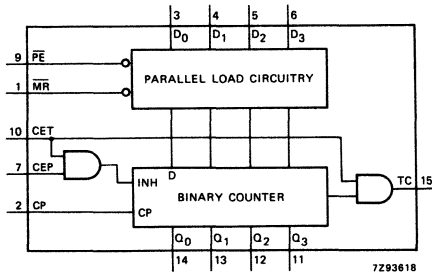 3 4 5 6
D0 D1 D2 D3
9 PE
PARALLEL LOAD CIRCUITRY
1 MR
10 CET
7 CEP
D
INH
TC 15
BINARY COUNTER
2 CP
CP
Q0 Q1 Q2 Q3
14 13 12 11
7Z93618